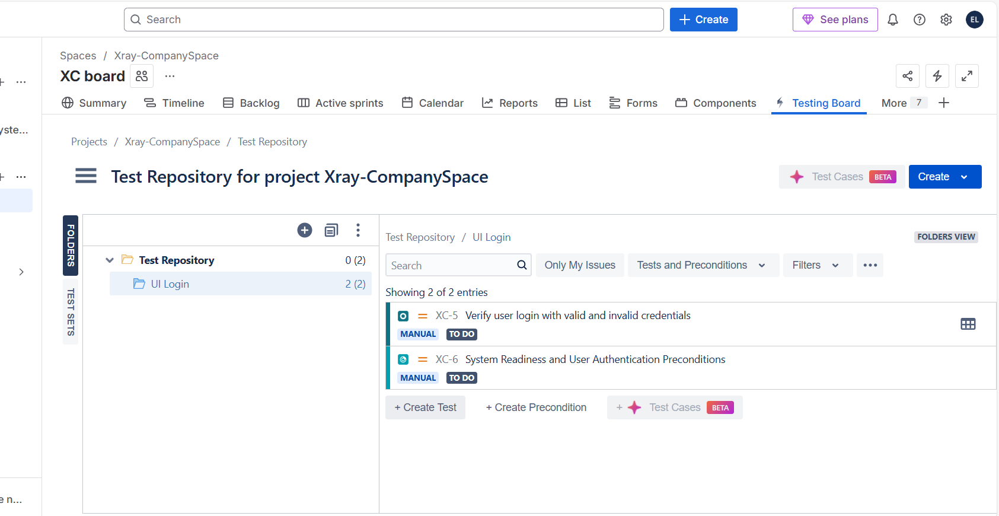 Search
Create
See plans
EL
Spaces / Xray-CompanySpace
XC board
Summary
Timeline
Backlog
Active sprints
Calendar
Reports
List
Forms
Components
Testing Board
More 7
yste...
Projects / Xray-CompanySpace / Test Repository
Test Repository for project Xray-CompanySpace
Test Cases BETA
Create
FOLDERS
TEST SETS
Test Repository 0 (2)
UI Login 2 (2)
Test Repository / UI Login
FOLDERS VIEW
Search
Only My Issues
Tests and Preconditions
Filters
Showing 2 of 2 entries
XC-5 Verify user login with valid and invalid credentials
MANUAL TO DO
XC-6 System Readiness and User Authentication Preconditions
MANUAL TO DO
+ Create Test
+ Create Precondition
+ Test Cases BETA
e n...